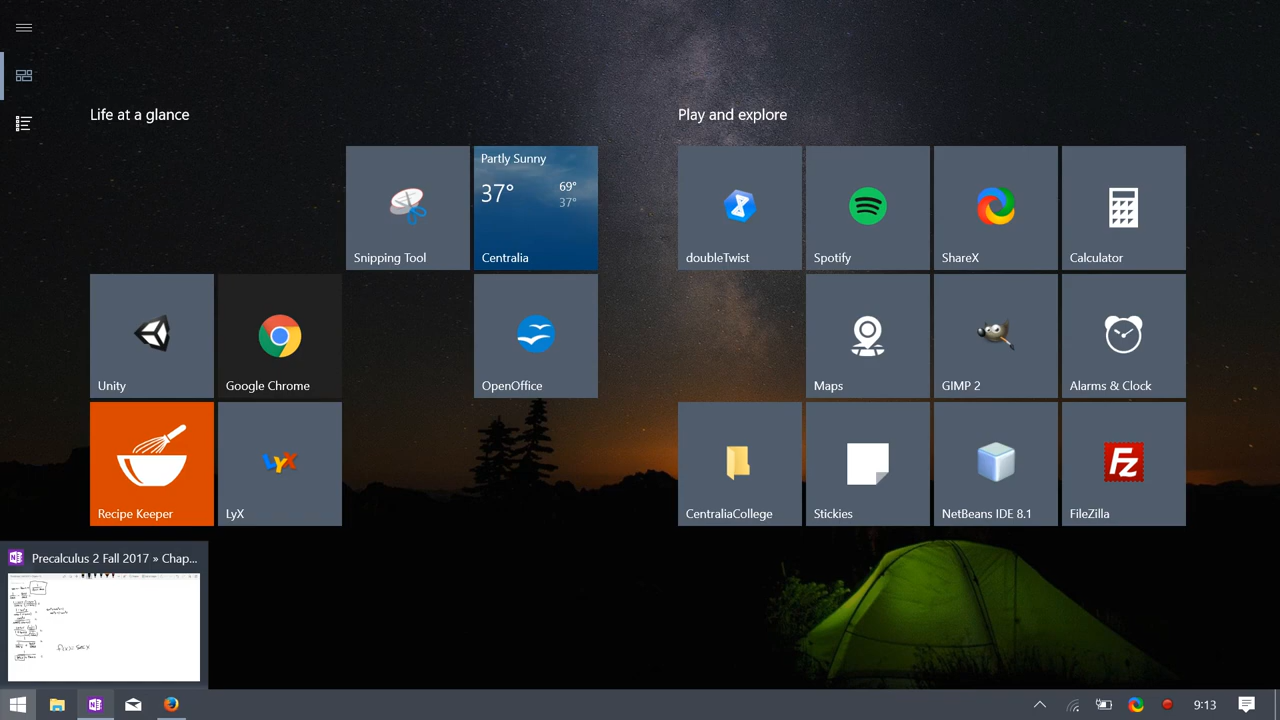 Life at a glance
Play and explore
Snipping Tool
Partly Sunny
37°
69°
37°
Centralia
doubleTwist
Spotify
ShareX
Calculator
Unity
Google Chrome
OpenOffice
Maps
GIMP 2
Alarms & Clock
Recipe Keeper
LyX
LyX
CentraliaCollege
Stickies
NetBeans IDE 8.1
Fz
FileZilla
N
Precalculus 2 Fall 2017 » Chap...
N
9:13